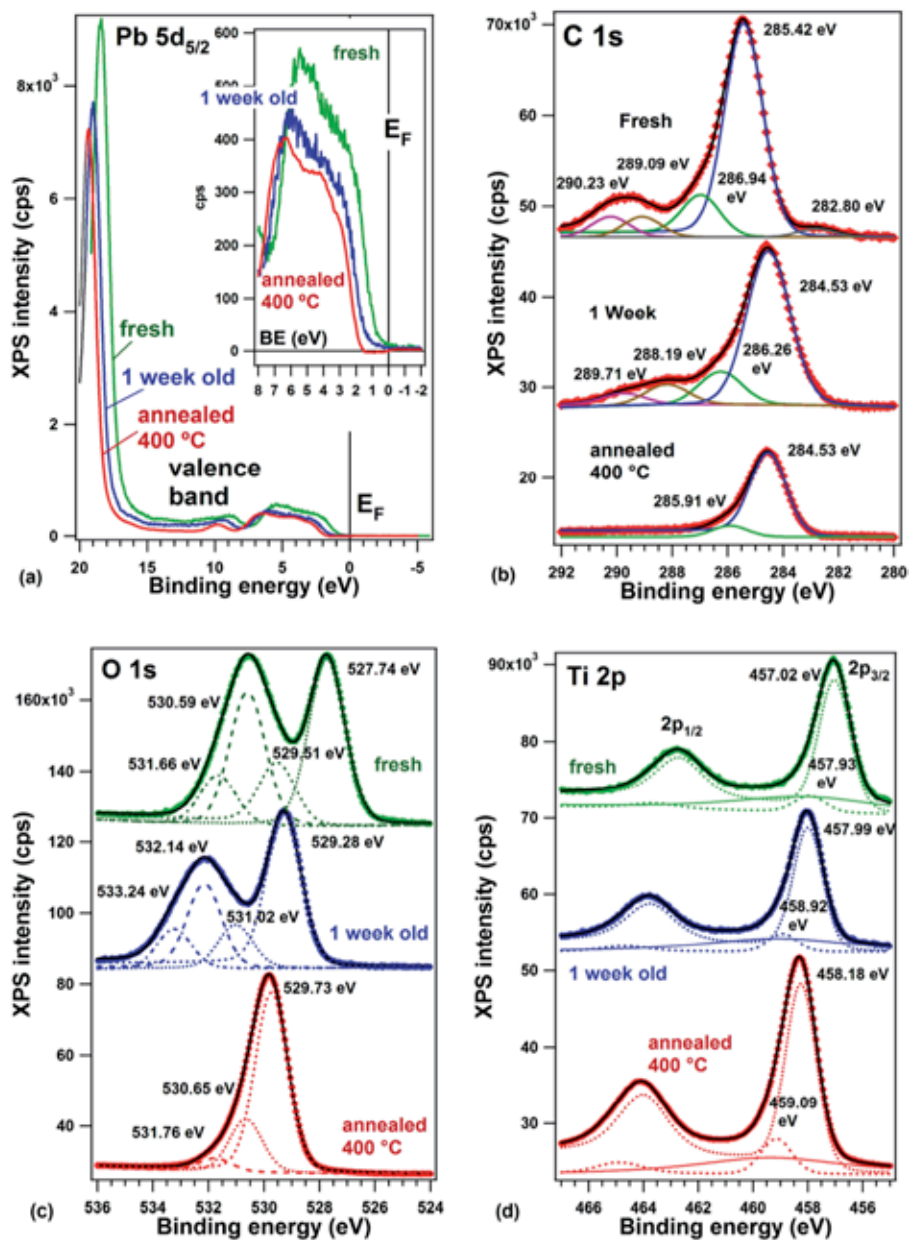 Pb 5d5/2
600
500
400
300
200
100
0
cps
fresh
1 week old
EF
annealed
400 ºC
BE (eV)
8 7 6 5 4 3 2 1 0 -1 -2
8x10³
6
4
2
0
XPS intensity (cps)
fresh
1 week old
annealed
400 ºC
valence
band
EF
20 15 10 5 0 -5
(a)
Binding energy (eV)
C 1s
70x10³
60
50
40
30
20
XPS intensity (cps)
285.42 eV
Fresh
289.09 eV
290.23 eV
286.94
eV
282.80 eV
284.53 eV
1 Week
288.19 eV
286.26
eV
289.71 eV
annealed
400 ºC
284.53 eV
285.91 eV
292 290 288 286 284 282 280
(b)
Binding energy (eV)
O 1s
160x10³
140
120
100
80
60
40
XPS intensity (cps)
527.74 eV
530.59 eV
529.51 eV
531.66 eV
fresh
529.28 eV
532.14 eV
533.24 eV
531.02 eV
1 week old
529.73 eV
530.65 eV
531.76 eV
annealed
400 ºC
536 534 532 530 528 526 524
(c)
Binding energy (eV)
Ti 2p
90x10³
80
70
60
50
40
30
XPS intensity (cps)
457.02 eV
2p3/2
2p1/2
fresh
457.93
eV
457.99 eV
458.92
eV
1 week old
458.18 eV
annealed
400 ºC
459.09
eV
466 464 462 460 458 456
(d)
Binding energy (eV)